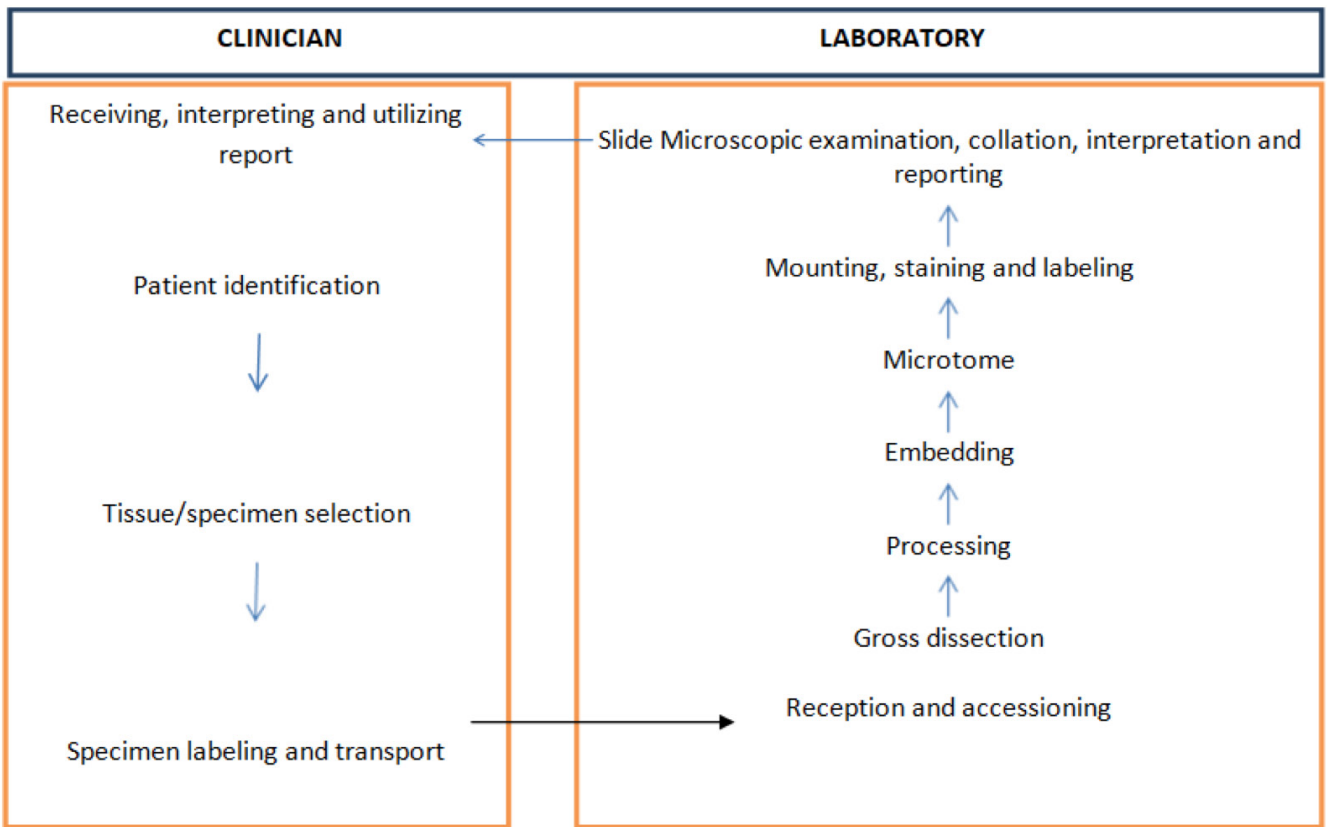 CLINICIAN
LABORATORY
Receiving, interpreting and utilizing
report
Patient identification
Tissue/specimen selection
Specimen labeling and transport
Slide Microscopic examination, collation, interpretation and
reporting
Mounting, staining and labeling
Microtome
Embedding
Processing
Gross dissection
Reception and accessioning